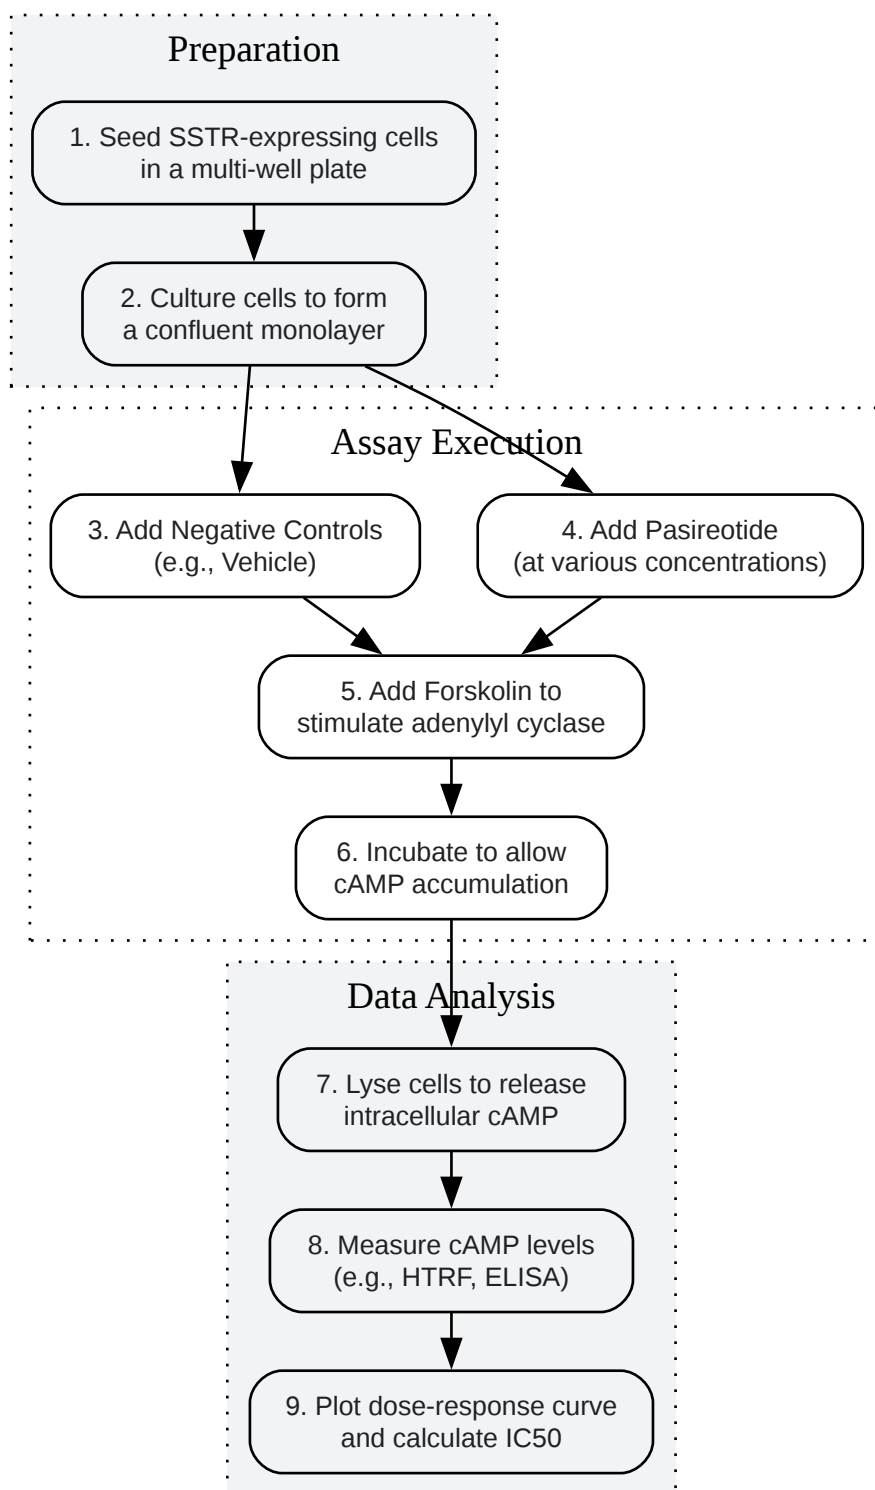 Preparation
1. Seed SSTR-expressing cells
in a multi-well plate
2. Culture cells to form
a confluent monolayer
Assay Execution
3. Add Negative Controls
(e.g., Vehicle)
4. Add Pasireotide
(at various concentrations)
5. Add Forskolin to
stimulate adenylyl cyclase
6. Incubate to allow
cAMP accumulation
Data Analysis
7. Lyse cells to release
intracellular cAMP
8. Measure cAMP levels
(e.g., HTRF, ELISA)
9. Plot dose-response curve
and calculate IC50